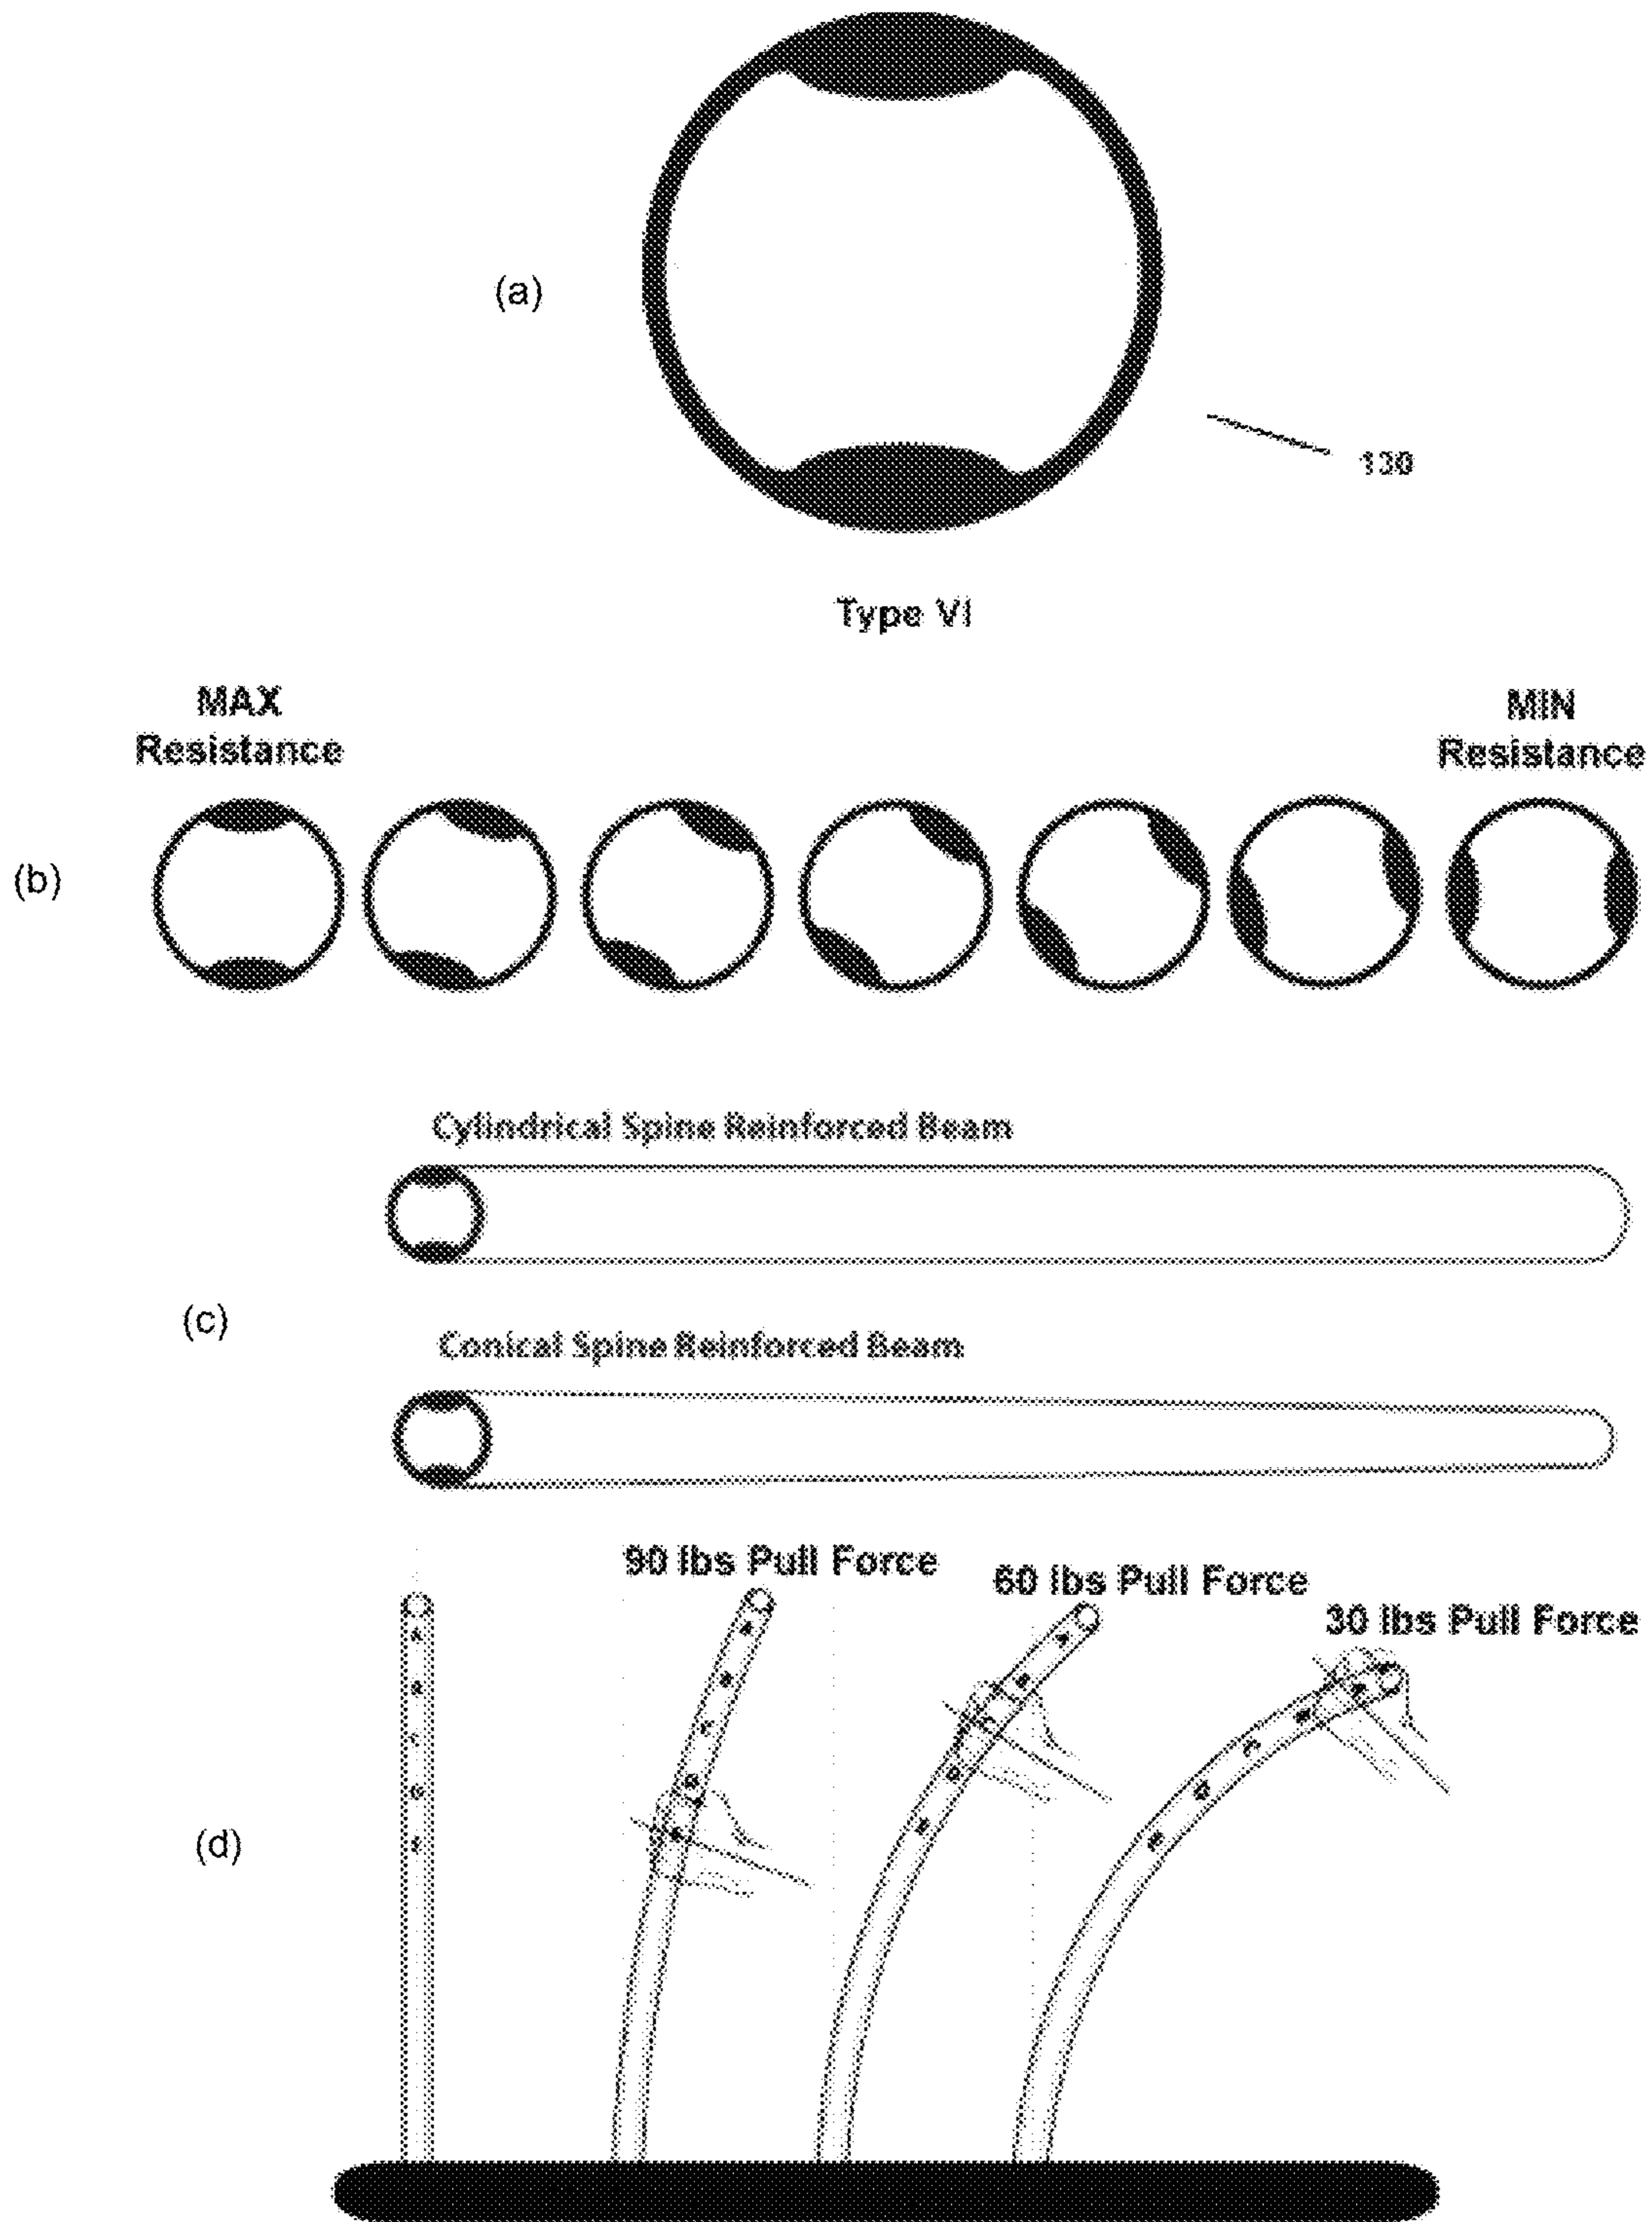 (a)
130
Type VI
MAX
Resistance
MIN
Resistance
(b)
Cylindrical Spine Reinforced Beam
(c)
Conical Spine Reinforced Beam
90 lbs Pull Force
60 lbs Pull Force
30 lbs Pull Force
(d)